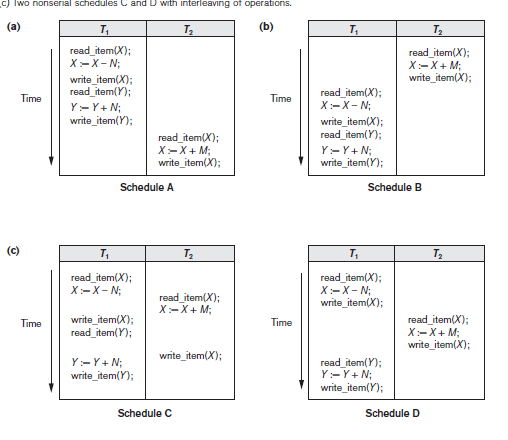 c) Two nonserial schedules C and D with interleaving of operations.
(a)
T1 T2
read_item(X);
X := X – N;
write_item(X);
read_item(Y);
Time
Y := Y + N;
write_item(Y);
read_item(X);
X := X + M;
write_item(X);
Schedule A
(b)
T1 T2
read_item(X);
X := X + M;
write_item(X);
Time
read_item(X);
X := X – N;
write_item(X);
read_item(Y);
Y := Y + N;
write_item(Y);
Schedule B
(c)
T1 T2
read_item(X);
X := X – N;
read_item(X);
X := X + M;
Time
write_item(X);
read_item(Y);
write_item(X);
Y := Y + N;
write_item(Y);
Schedule C
T1 T2
read_item(X);
X := X – N;
write_item(X);
Time
read_item(X);
X := X + M;
write_item(X);
read_item(Y);
Y := Y + N;
write_item(Y);
Schedule D